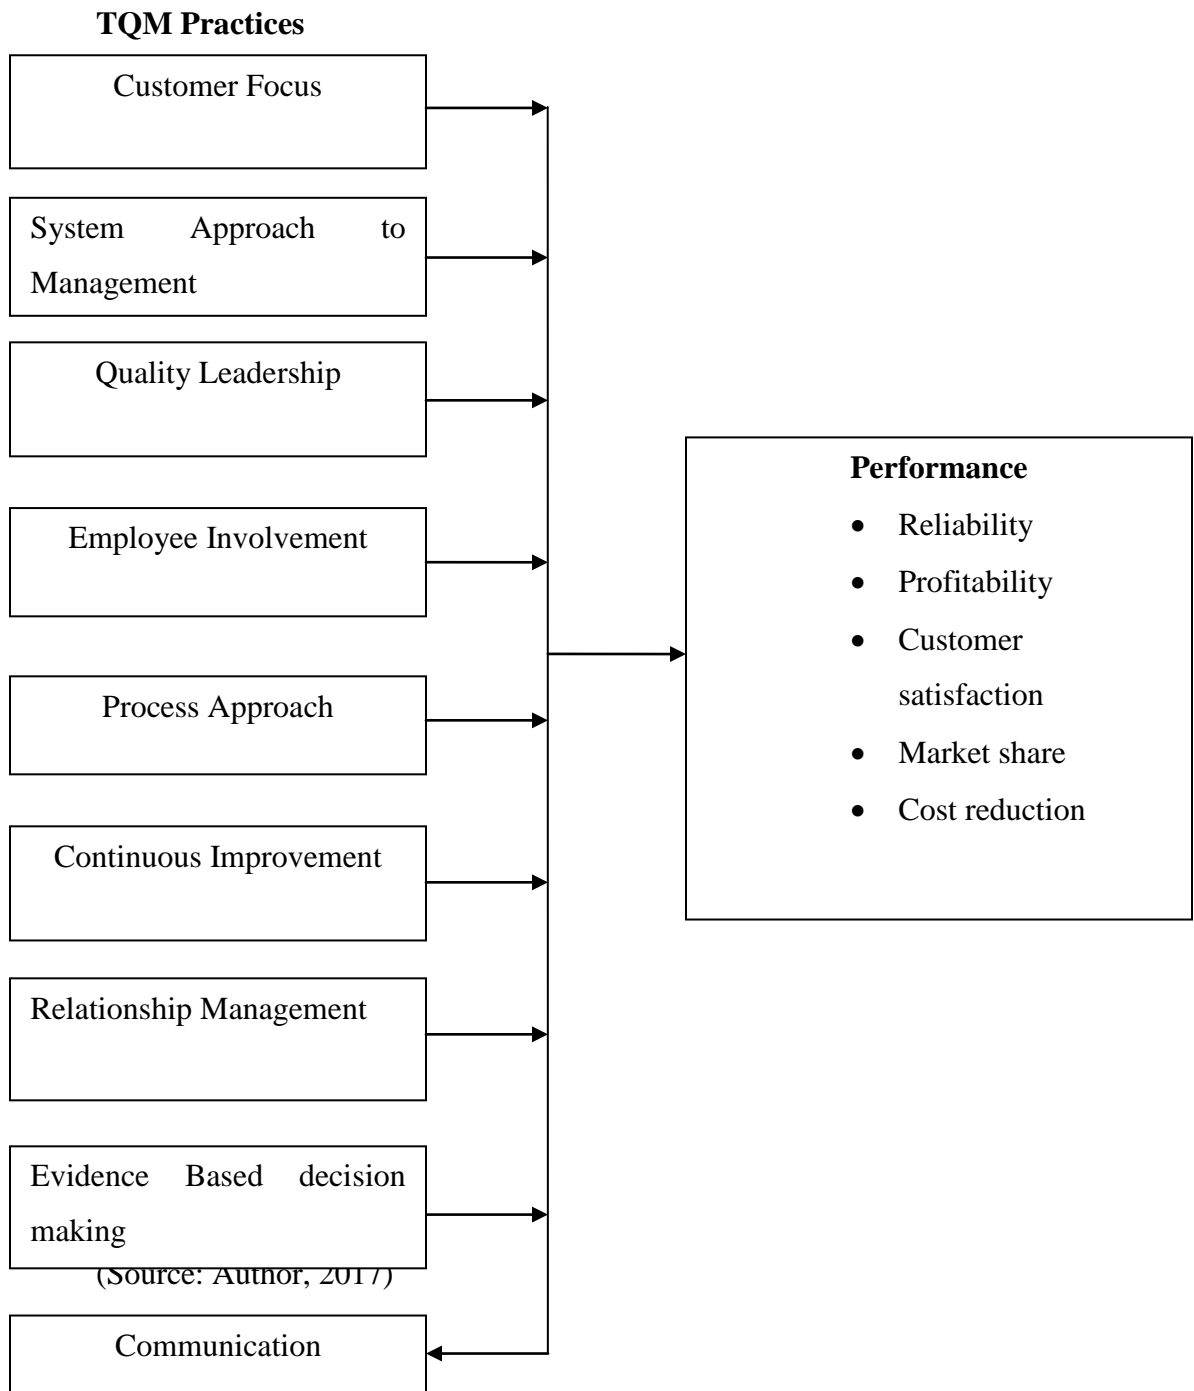 TQM Practices
Customer Focus
System Approach to
Management
Quality Leadership
Employee Involvement
Process Approach
Continuous Improvement
Relationship Management
Evidence Based decision
making
(Source: Author, 2017)
Communication
Performance
• Reliability
• Profitability
• Customer
satisfaction
• Market share
• Cost reduction